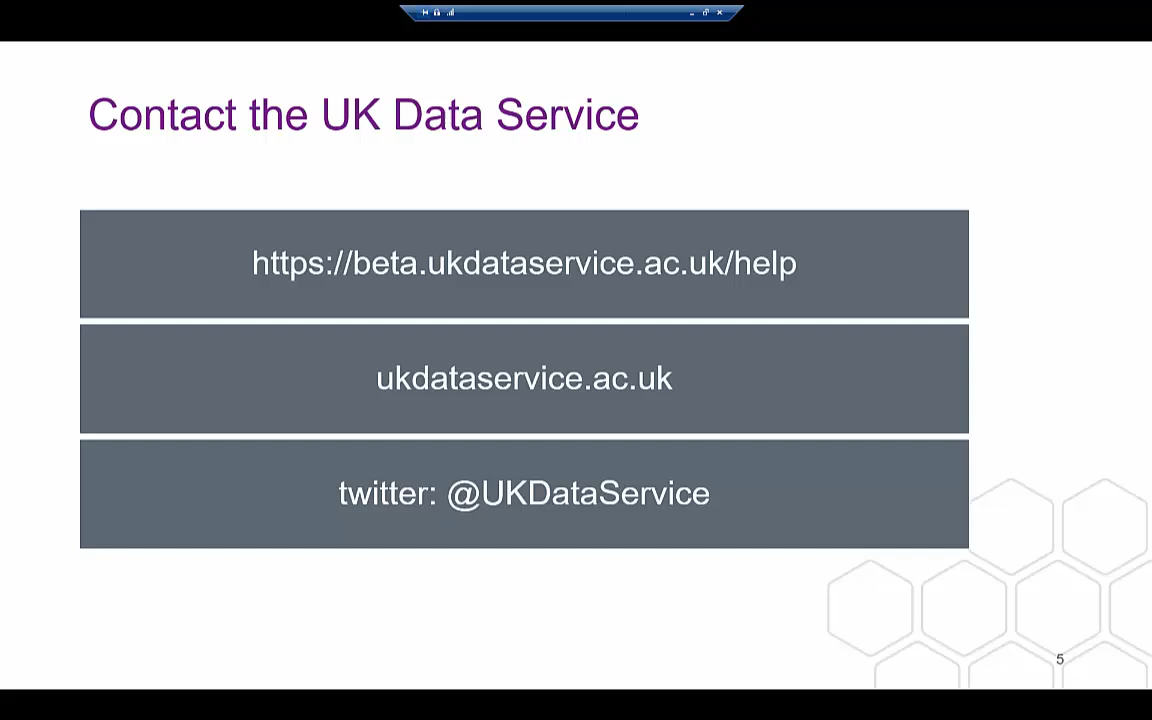 Contact the UK Data Service
https://beta.ukdataservice.ac.uk/help
ukdataservice.ac.uk
twitter: @UKDataService
5